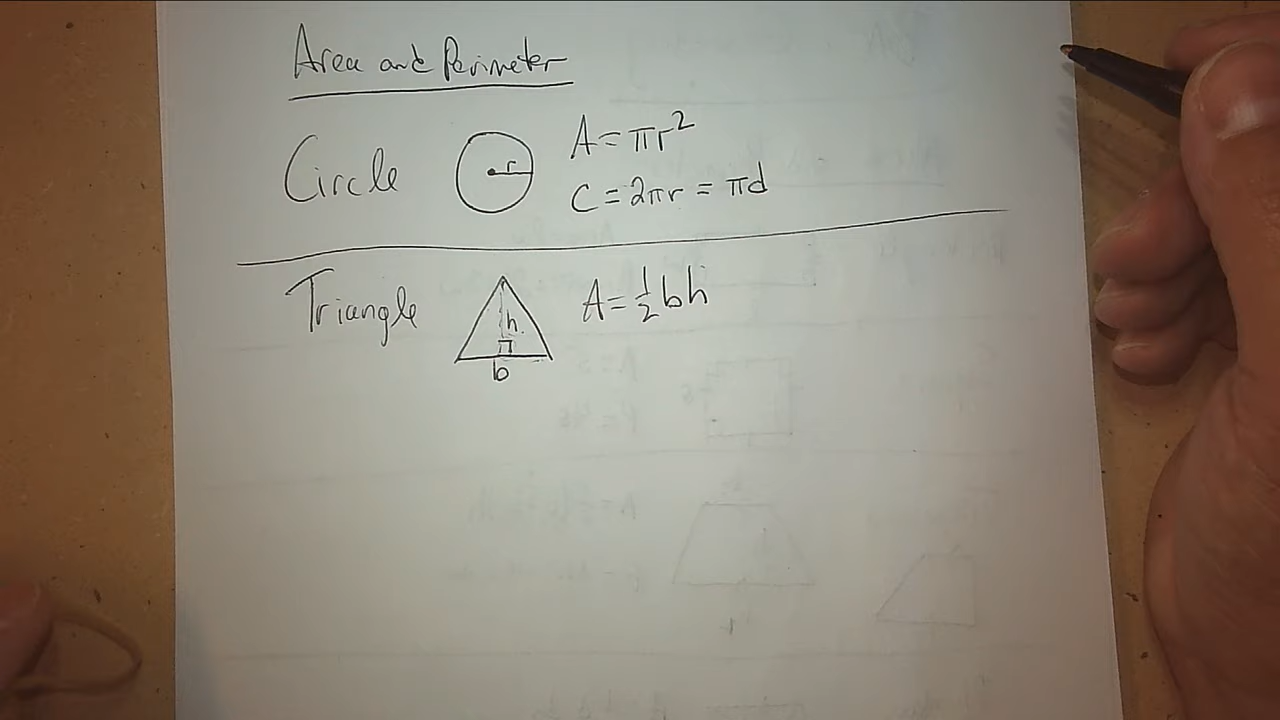 Area and Perimeter
Circle
r
A = πr²
C = 2πr = πd
Triangle
h
b
A = ½bh